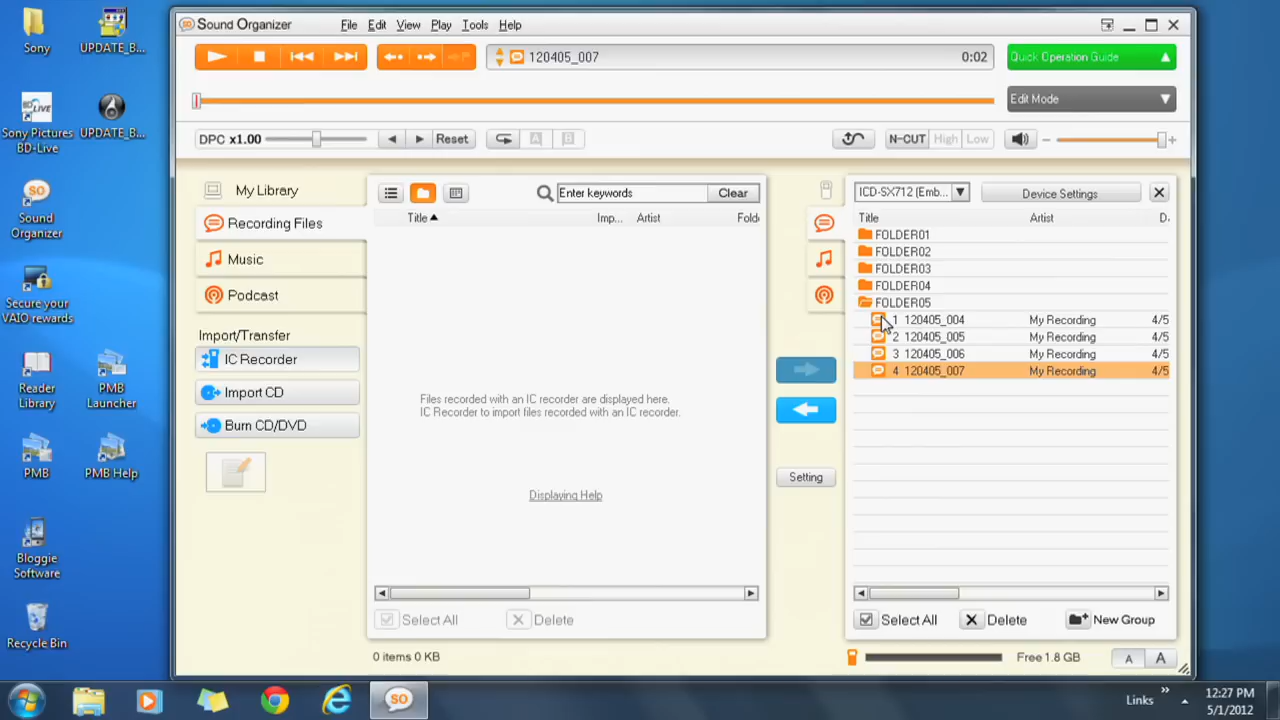 Sony
UPDATE_B...
Sony Pictures
BD-Live
UPDATE_B...
Sound
Organizer
Secure your
VAIO rewards
Reader
Library
PMB
Launcher
PMB
PMB Help
Bloggie
Software
Recycle Bin
Sound Organizer
File Edit View Play Tools Help
120405_007 0:02
Quick Operation Guide
Edit Mode
DPC x1.00 Reset A B N-CUT High Low - +
My Library
Recording Files
Music
Podcast
Import/Transfer
IC Recorder
Import CD
Burn CD/DVD
Enter keywords Clear
Title Imp... Artist Folde
Files recorded with an IC recorder are displayed here.
IC Recorder to import files recorded with an IC recorder.
Displaying Help
Select All Delete
0 items 0 KB
Setting
ICD-SX712 (Emb... Device Settings
Title Artist
FOLDER01
FOLDER02
FOLDER03
FOLDER04
FOLDER05
1 120405_004 My Recording 4/5
2 120405_005 My Recording 4/5
3 120405_006 My Recording 4/5
4 120405_007 My Recording 4/5
Select All Delete New Group
Free 1.8 GB A A
SO
Links » 12:27 PM
5/1/2012